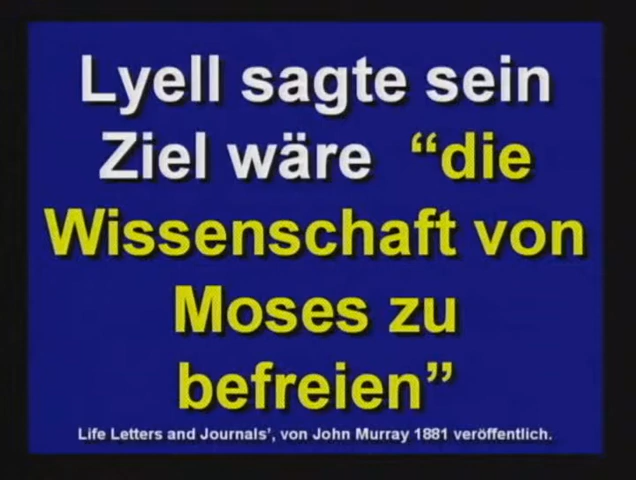 Lyell sagte sein
Ziel wäre “die
Wissenschaft von
Moses zu
befreien”
Life Letters and Journals’, von John Murray 1881 veröffentlich.